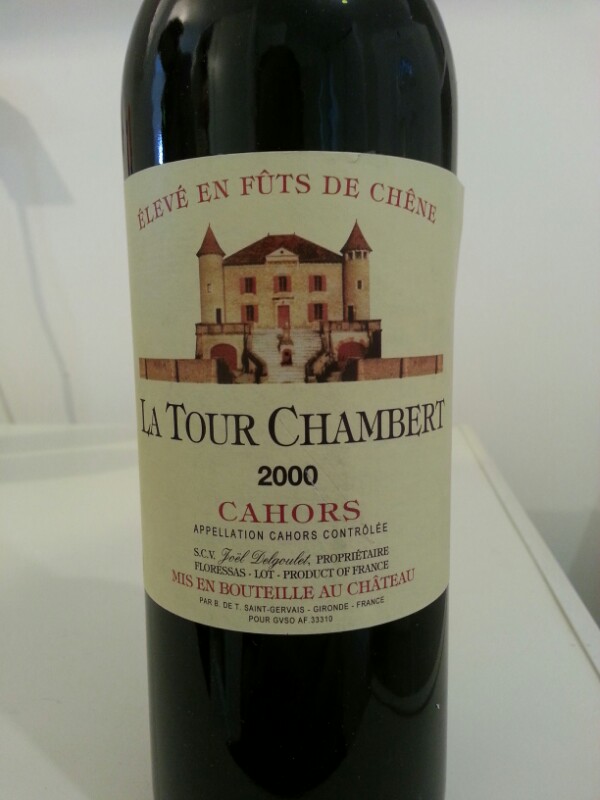 ÉLEVÉ EN FÛTS DE CHÊNE
LA TOUR CHAMBERT
2000
CAHORS
APPELLATION CAHORS CONTRÔLÉE
S.C.V. Joël Delgoulet, PROPRIÉTAIRE
FLORESSAS - LOT - PRODUCT OF FRANCE
MIS EN BOUTEILLE AU CHÂTEAU
PAR B. DE T. SAINT-GERVAIS - GIRONDE - FRANCE
POUR GVSO AF.33310